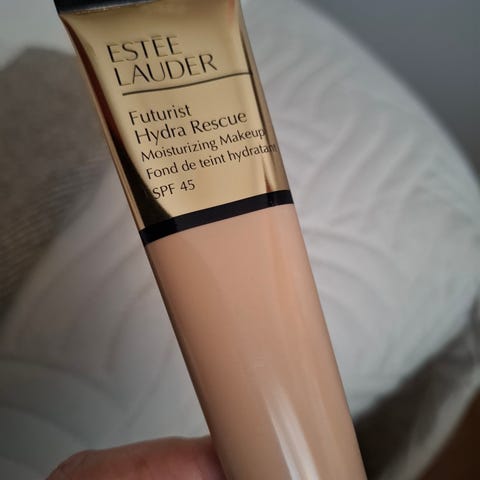 ESTĒE
LAUDER
Futurist
Hydra Rescue
Moisturizing Makeup
Fond de teint hydratant
SPF 45